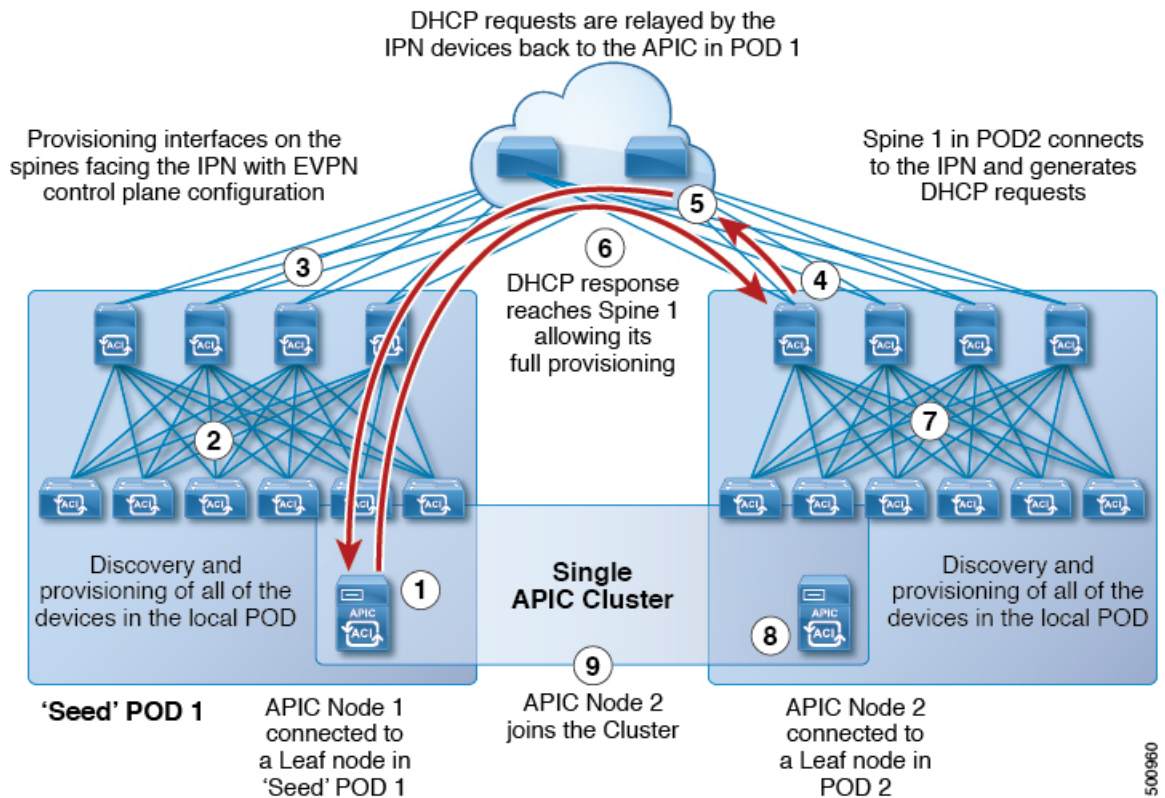 DHCP requests are relayed by the
IPN devices back to the APIC in POD 1
Provisioning interfaces on the
spines facing the IPN with EVPN
control plane configuration
Spine 1 in POD2 connects
to the IPN and generates
DHCP requests
5
6
3
4
DHCP response
reaches Spine 1
allowing its
full provisioning
ACI
ACI
ACI
ACI
ACI
ACI
ACI
ACI
2
7
ACI
ACI
ACI
ACI
ACI
ACI
ACI
ACI
ACI
ACI
ACI
ACI
Discovery and
provisioning of all of the
devices in the local POD
1
APIC
ACI
Single
APIC Cluster
8
APIC
ACI
Discovery and
provisioning of all of the
devices in the local POD
9
'Seed' POD 1
APIC Node 1
connected to
a Leaf node in
'Seed' POD 1
APIC Node 2
joins the Cluster
APIC Node 2
connected to
a Leaf node in
POD 2
500960